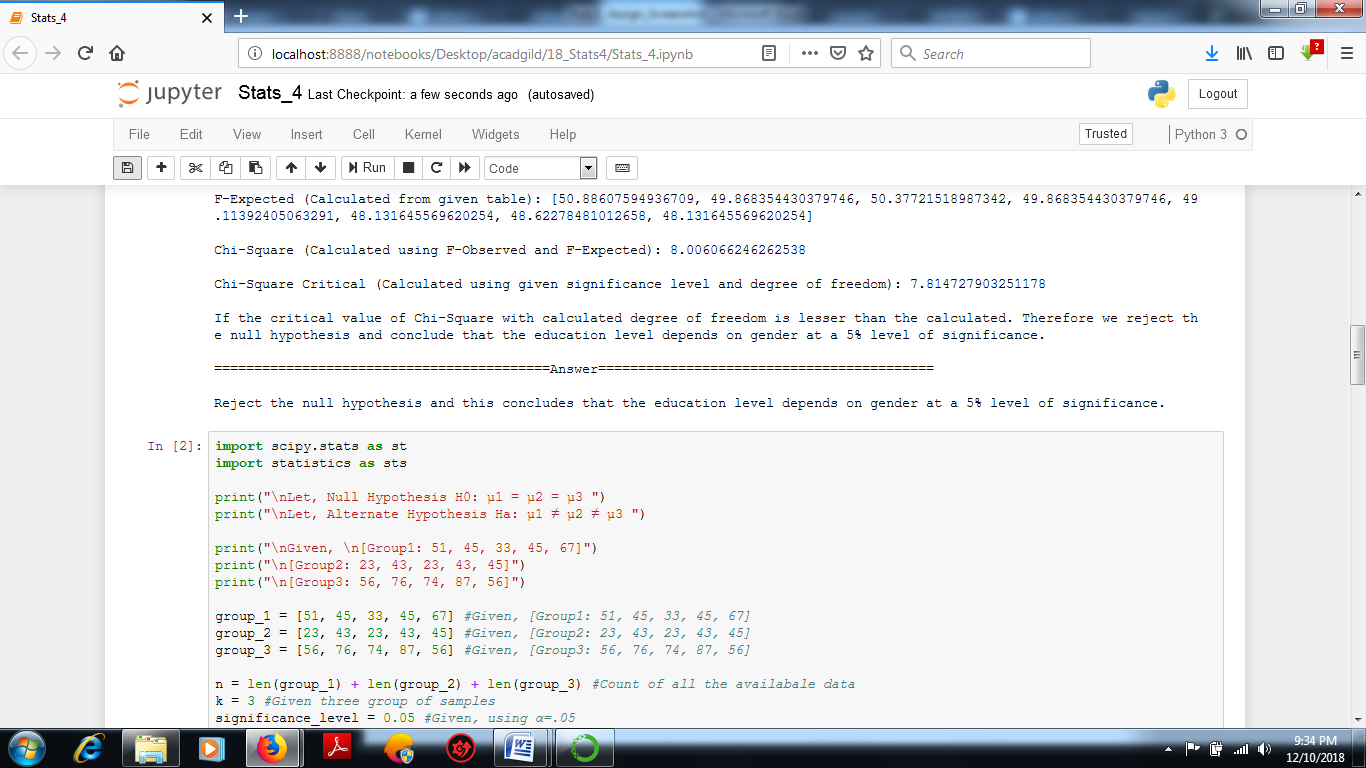 Stats_4
localhost:8888/notebooks/Desktop/acadgild/18_Stats4/Stats_4.ipynb
Search
jupyter Stats_4 Last Checkpoint: a few seconds ago (autosaved)
Logout
File Edit View Insert Cell Kernel Widgets Help
Trusted
Python 3
Run
Code
F-Expected (Calculated from given table): [50.88607594936709, 49.868354430379746, 50.37721518987342, 49.868354430379746, 49
.11392405063291, 48.131645569620254, 48.62278481012658, 48.131645569620254]
Chi-Square (Calculated using F-Observed and F-Expected): 8.006066246262538
Chi-Square Critical (Calculated using given significance level and degree of freedom): 7.814727903251178
If the critical value of Chi-Square with calculated degree of freedom is lesser than the calculated. Therefore we reject th
e null hypothesis and conclude that the education level depends on gender at a 5% level of significance.
==========================================Answer==========================================
Reject the null hypothesis and this concludes that the education level depends on gender at a 5% level of significance.
In [2]:
import scipy.stats as st
import statistics as sts
print("\nLet, Null Hypothesis H0: μ1 = μ2 = μ3 ")
print("\nLet, Alternate Hypothesis Ha: μ1 ≠ μ2 ≠ μ3 ")
print("\nGiven, \n[Group1: 51, 45, 33, 45, 67]")
print("\n[Group2: 23, 43, 23, 43, 45]")
print("\n[Group3: 56, 76, 74, 87, 56]")
group_1 = [51, 45, 33, 45, 67] #Given, [Group1: 51, 45, 33, 45, 67]
group_2 = [23, 43, 23, 43, 45] #Given, [Group2: 23, 43, 23, 43, 45]
group_3 = [56, 76, 74, 87, 56] #Given, [Group3: 56, 76, 74, 87, 56]
n = len(group_1) + len(group_2) + len(group_3) #Count of all the availabale data
k = 3 #Given three group of samples
significance_level = 0.05 #Given, using α=.05
9:34 PM
12/10/2018